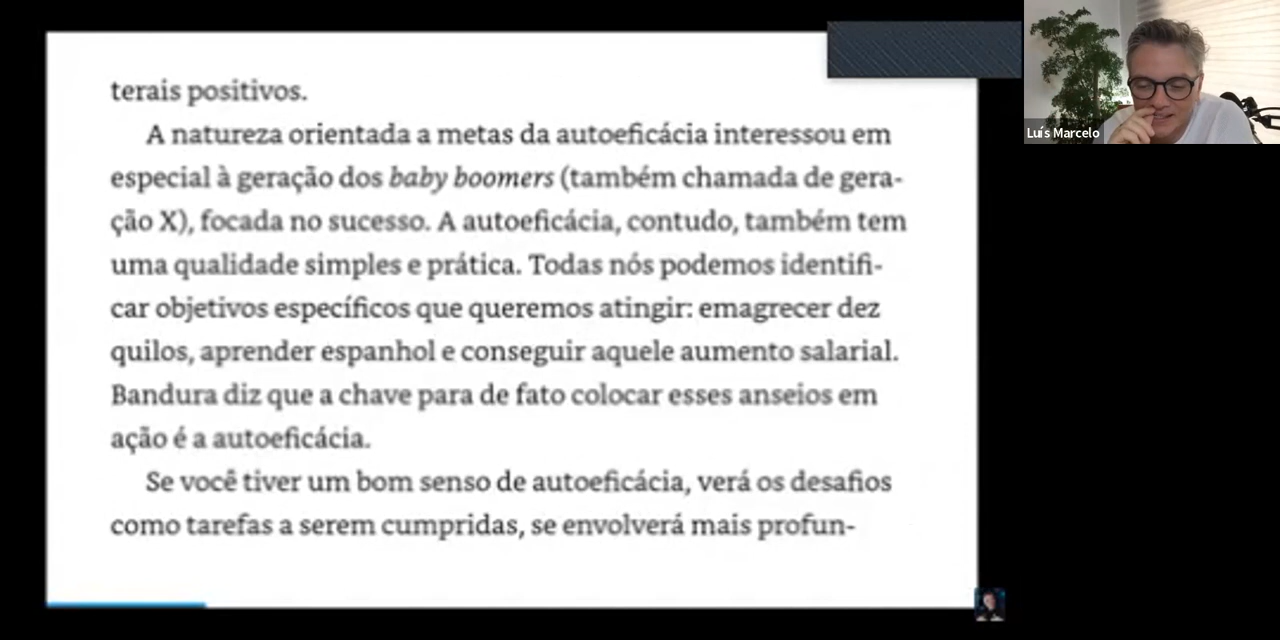 terais positivos.
A natureza orientada a metas da autoeficácia interessou em
especial à geração dos baby boomers (também chamada de gera-
ção X), focada no sucesso. A autoeficácia, contudo, também tem
uma qualidade simples e prática. Todas nós podemos identifi-
car objetivos específicos que queremos atingir: emagrecer dez
quilos, aprender espanhol e conseguir aquele aumento salarial.
Bandura diz que a chave para de fato colocar esses anseios em
ação é a autoeficácia.
Se você tiver um bom senso de autoeficácia, verá os desafios
como tarefas a serem cumpridas, se envolverá mais profun-
Luís Marcelo